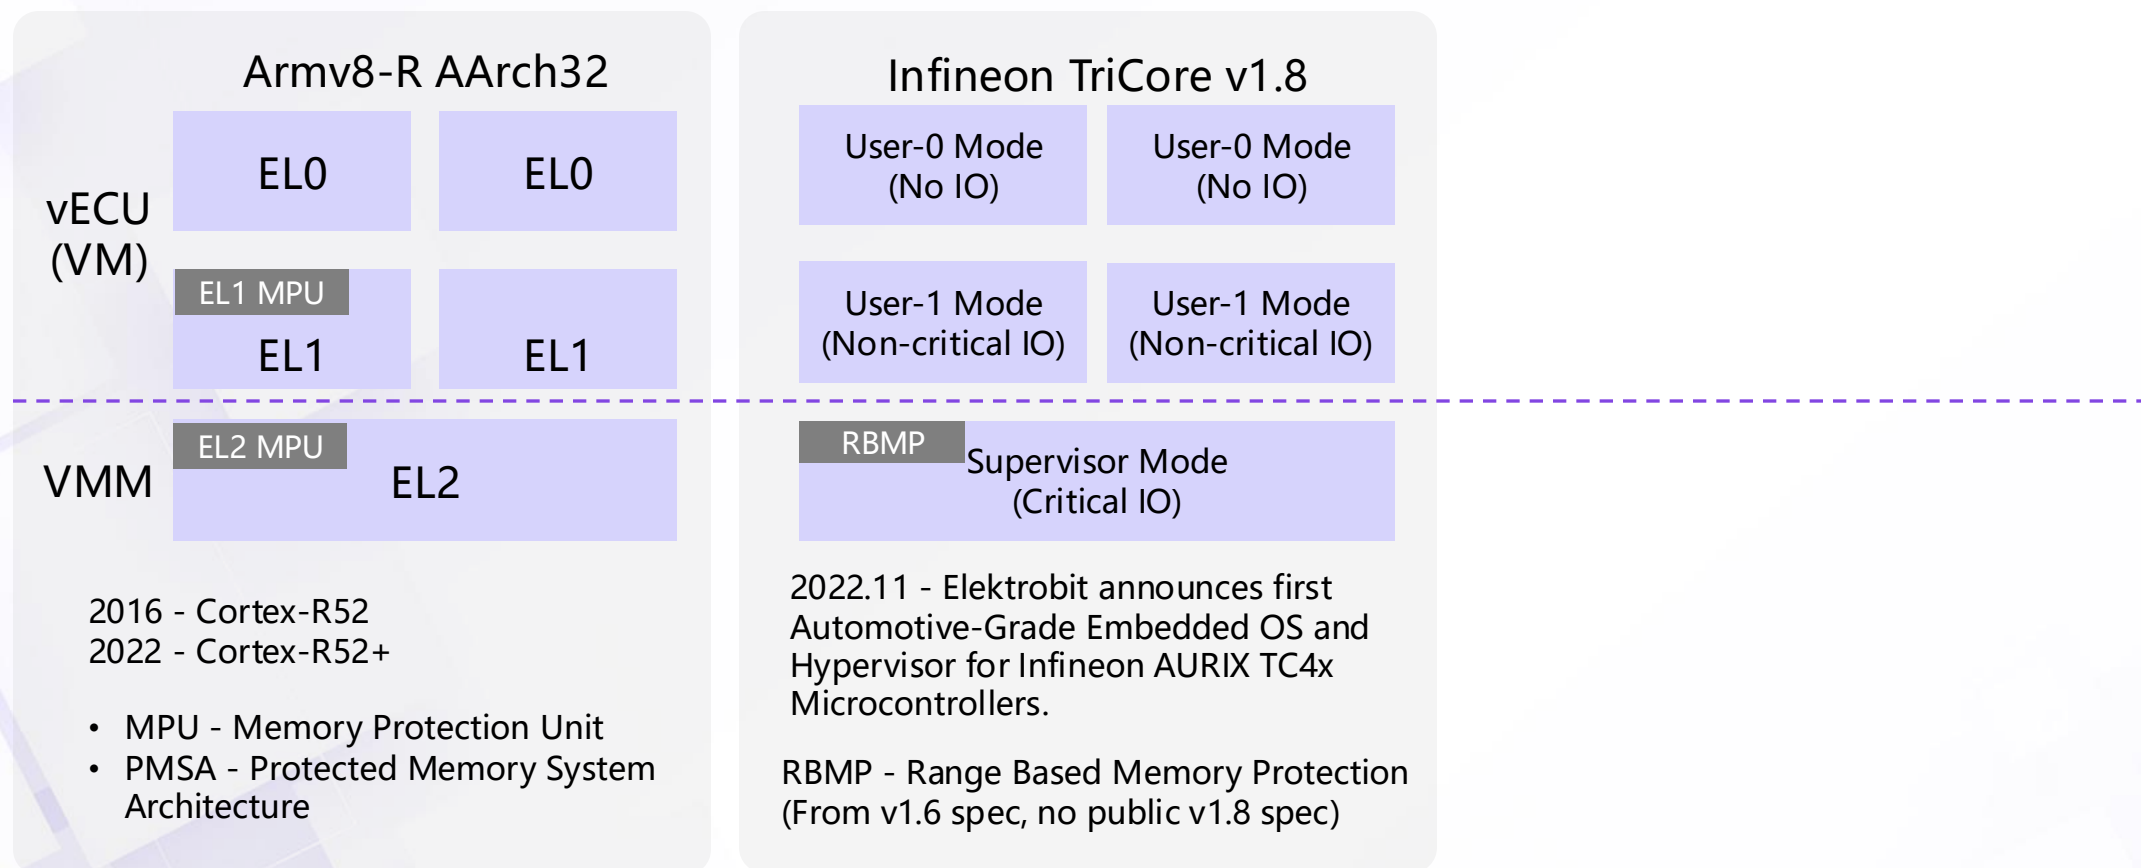 Armv8-R AArch32
vECU
(VM)
EL0
EL0
EL1 MPU
EL1
EL1
VMM
EL2 MPU
EL2
2016 - Cortex-R52
2022 - Cortex-R52+
• MPU - Memory Protection Unit
• PMSA - Protected Memory System
Architecture
Infineon TriCore v1.8
User-0 Mode
(No IO)
User-0 Mode
(No IO)
User-1 Mode
(Non-critical IO)
User-1 Mode
(Non-critical IO)
RBMP
Supervisor Mode
(Critical IO)
2022.11 - Elektrobit announces first
Automotive-Grade Embedded OS and
Hypervisor for Infineon AURIX TC4x
Microcontrollers.
RBMP - Range Based Memory Protection
(From v1.6 spec, no public v1.8 spec)